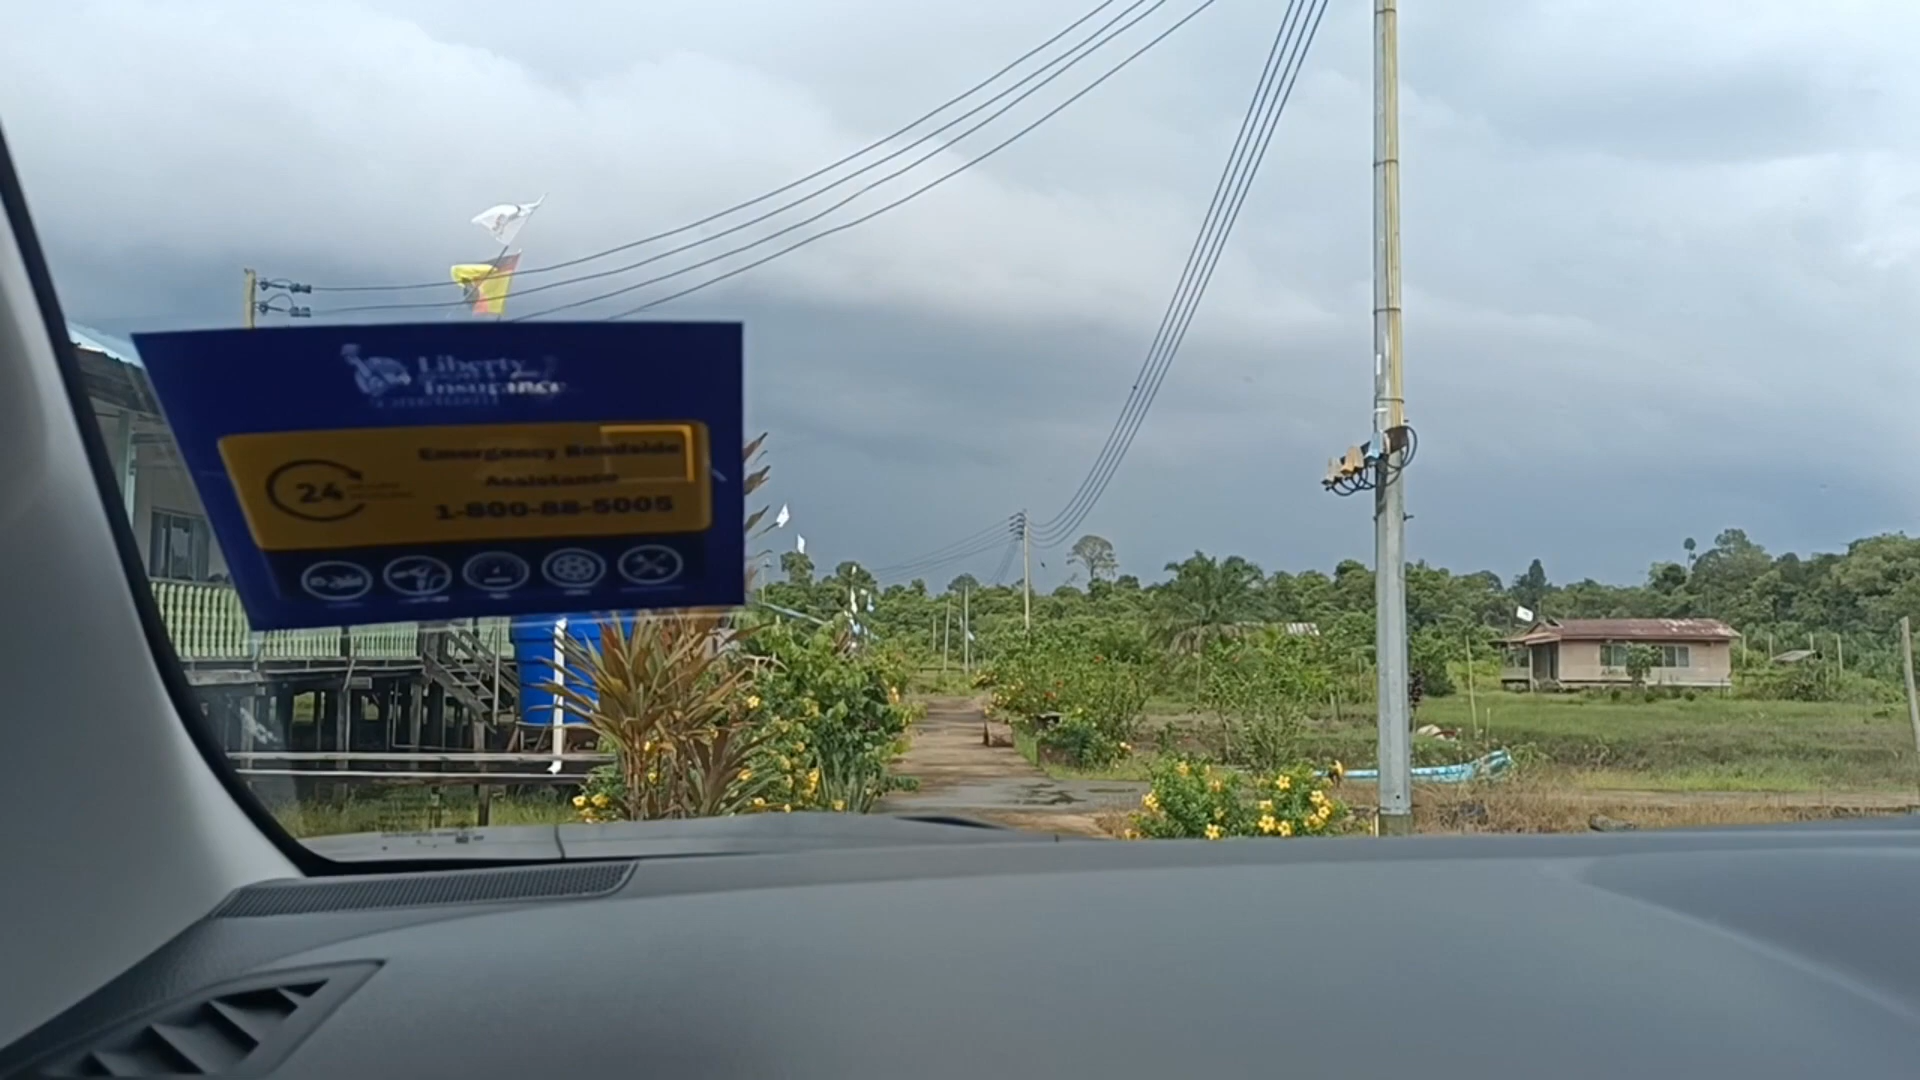 Liberty
Insurance
24
Emergency Roadside
Assistance
1-800-88-5005